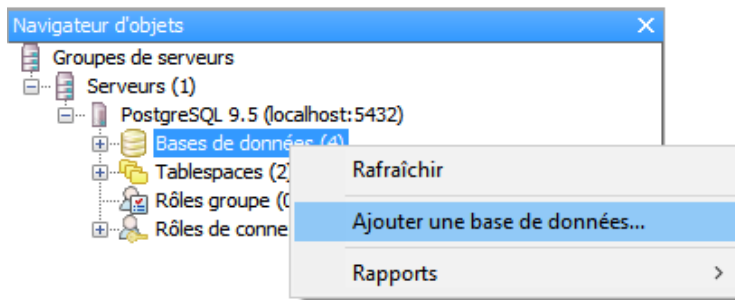 Navigateur d'objets
Groupes de serveurs
Serveurs (1)
PostgreSQL 9.5 (localhost:5432)
Bases de données (4)
Tablespaces (2)
Rôles groupe (0
Rôles de conne
Rafraîchir
Ajouter une base de données...
Rapports